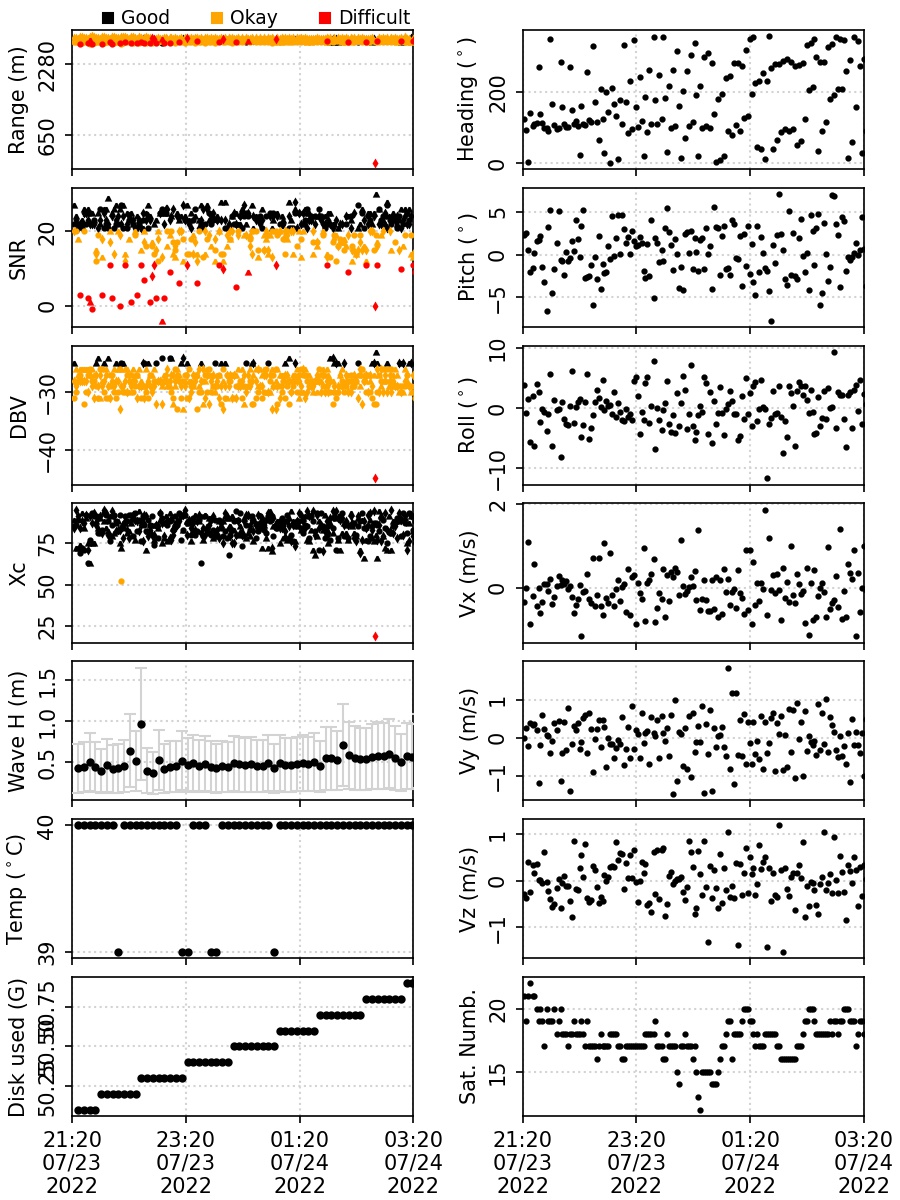 Good Okay Difficult
Range (m)
2280
650
Heading (°)
200
0
SNR
20
0
Pitch (°)
5
0
−5
DBV
−30
−40
Roll (°)
10
0
−10
Xc
75
50
25
Vx (m/s)
2
0
Wave H (m)
1.5
1.0
0.5
Vy (m/s)
1
0
−1
Temp (°C)
40
39
Vz (m/s)
1
0
−1
Disk used (G)
50.75
50.50
50.25
Sat. Numb.
20
15
21:20 23:20 01:20 03:20
07/23 07/23 07/24 07/24
2022 2022 2022 2022
21:20 23:20 01:20 03:20
07/23 07/23 07/24 07/24
2022 2022 2022 2022